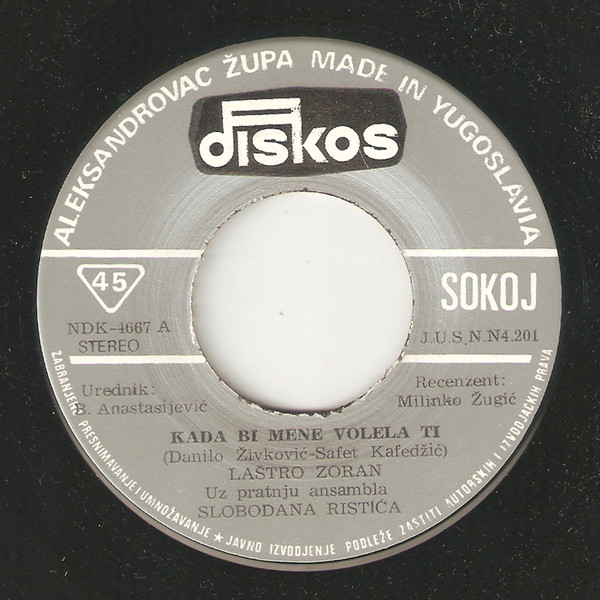 ALEKSANDROVAC ŽUPA MADE IN YUGOSLAVIA
diskos
45
SOKOJ
NDK-4667 A
STEREO
J.U.S.N.N4.201
Urednik:
B. Anastasijević
Recenzent:
Milinko Žugić
KADA BI MENE VOLELA TI
(Danilo Živković-Safet Kafedžić)
LAŠTRO ZORAN
Uz pratnju ansambla
SLOBODANA RISTIĆA
ZABRANJENO PRESNIMAVANJE I UMNOŽAVANJE ★ JAVNO IZVODJENJE PODLEŽE ZAŠTITI AUTORSKIH I IZVODJAČKIH PRAVA